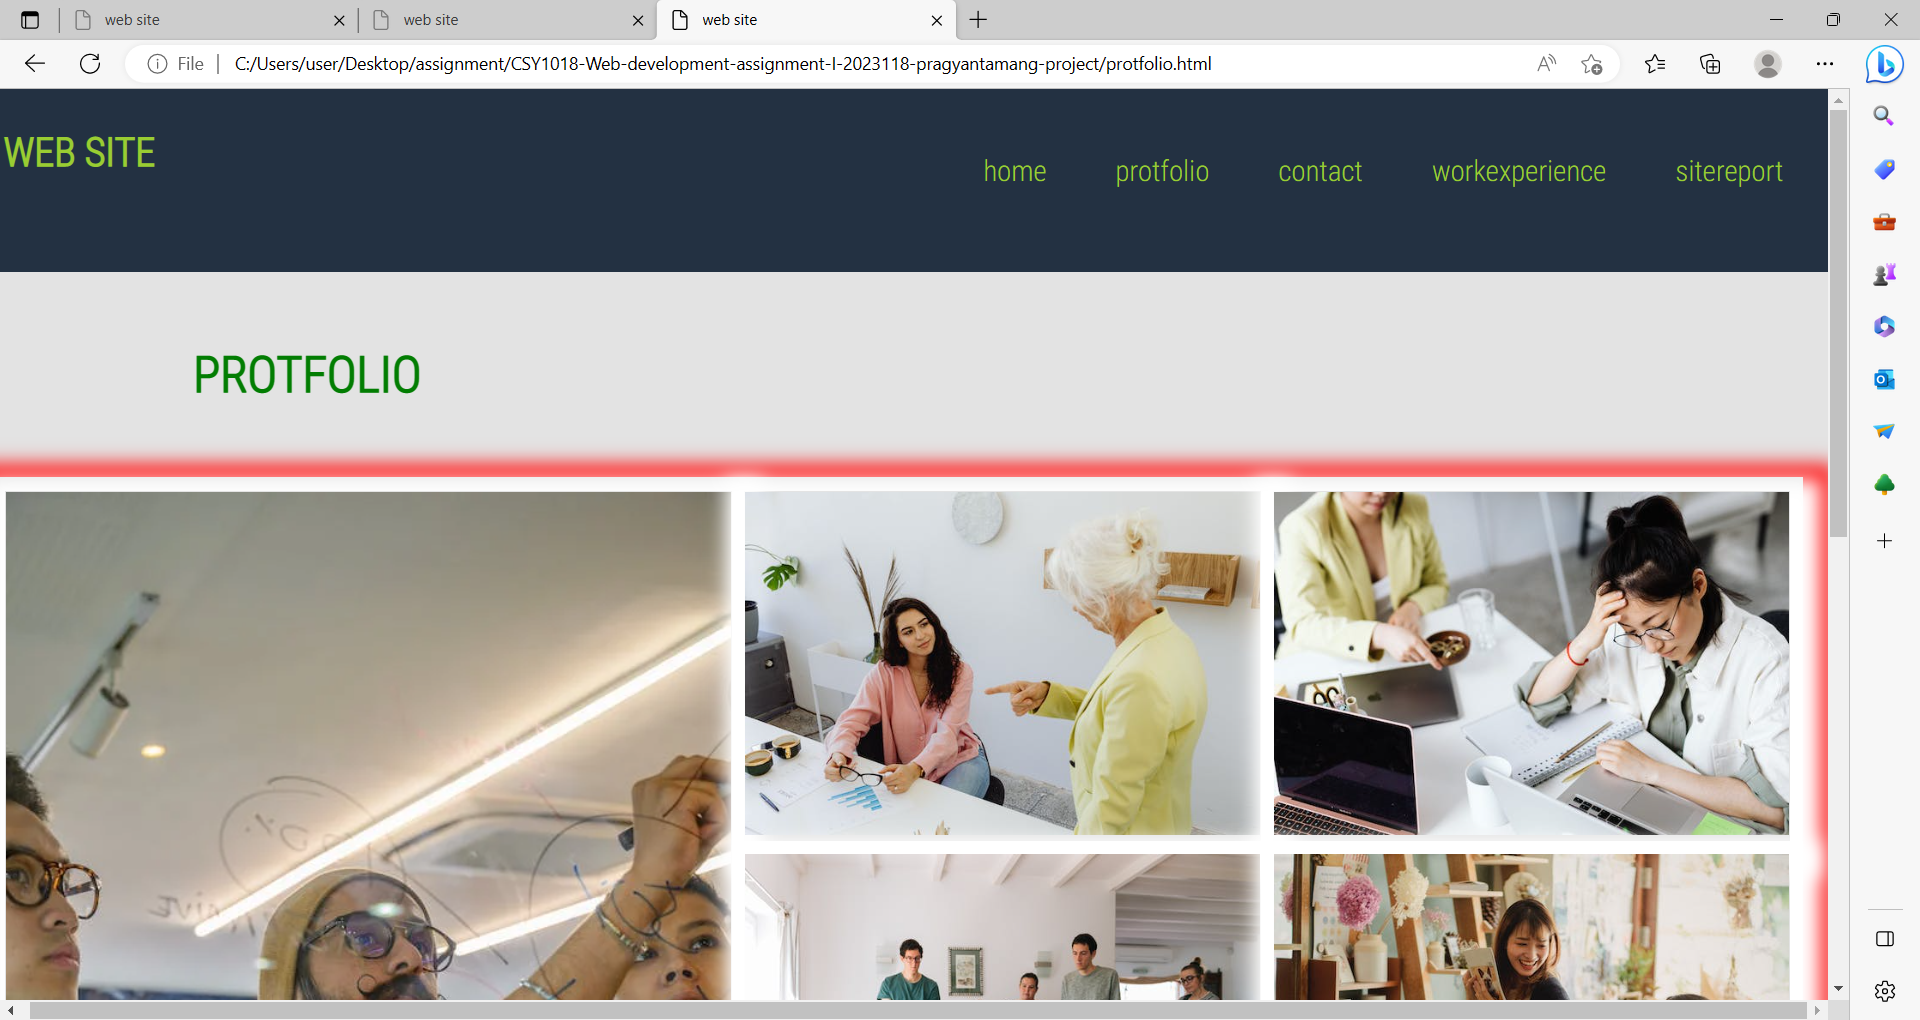 web site
web site
web site
File
C:/Users/user/Desktop/assignment/CSY1018-Web-development-assignment-I-2023118-pragyantamang-project/protfolio.html
WEB SITE
home
protfolio
contact
workexperience
sitereport
PROTFOLIO